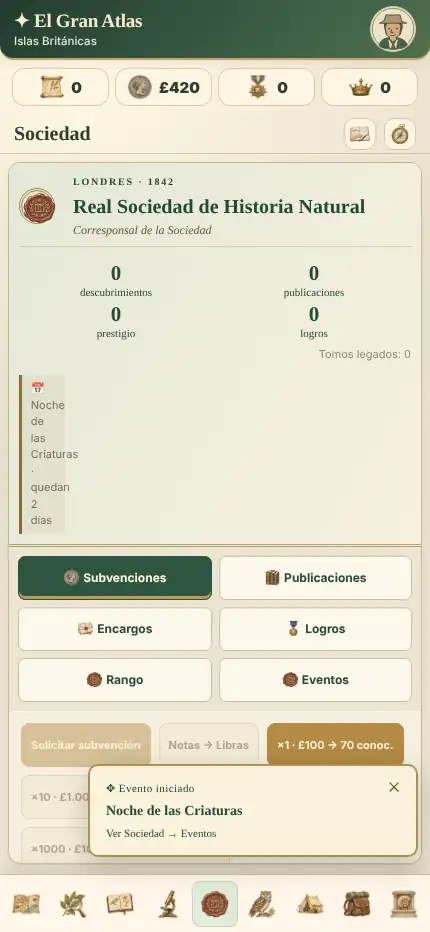 ✦ El Gran Atlas
Islas Británicas
0
£420
0
0
Sociedad
LONDRES · 1842
Real Sociedad de Historia Natural
Corresponsal de la Sociedad
0
descubrimientos
0
publicaciones
0
prestigio
0
logros
Tomos legados: 0
📅
Noche
de
las
Criaturas
·
quedan
2
días
Subvenciones
Publicaciones
Encargos
Logros
Rango
Eventos
Solicitar subvención
Notas → Libras
×1 · £100 → 70 conoc.
×10 · £1.00
×1000 · £1
✥ Evento iniciado
Noche de las Criaturas
Ver Sociedad → Eventos